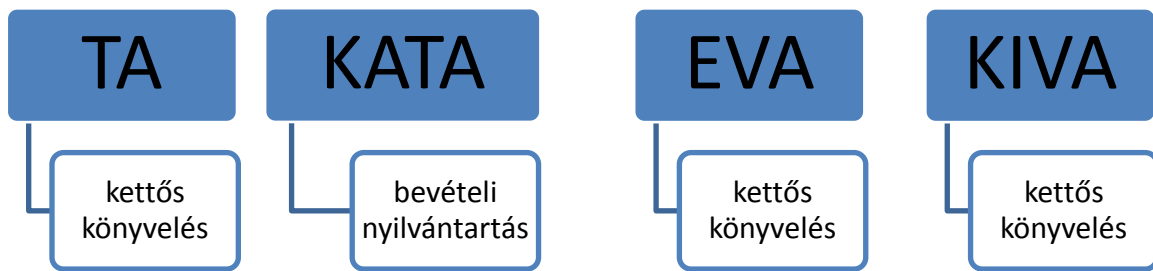 TA
KATA
EVA
KIVA
kettős
könyvelés
bevételi
nyilvántartás
kettős
könyvelés
kettős
könyvelés